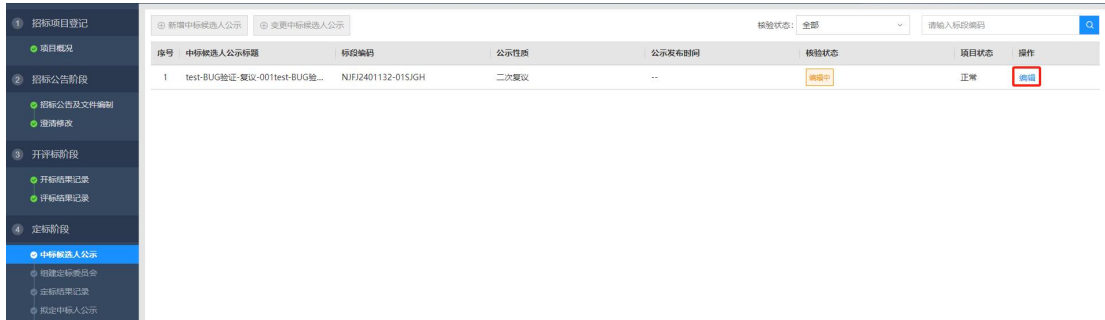 1 招标项目登记
项目概况
2 招标公告阶段
招标公告及文件编制
澄清修改
3 开评标阶段
开标结果记录
评标结果记录
4 定标阶段
中标候选人公示
组建定标委员会
定标结果记录
拟定中标人公示
新增中标候选人公示 变更中标候选人公示 核验状态: 全部 请输入标段编码
序号 中标候选人公示标题 标段编码 公示性质 公示发布时间 核验状态 项目状态 操作
1 test-BUG验证-复议-001test-BUG验... NJFJ2401132-01SJGH 二次复议 -- 编辑中 正常 编辑